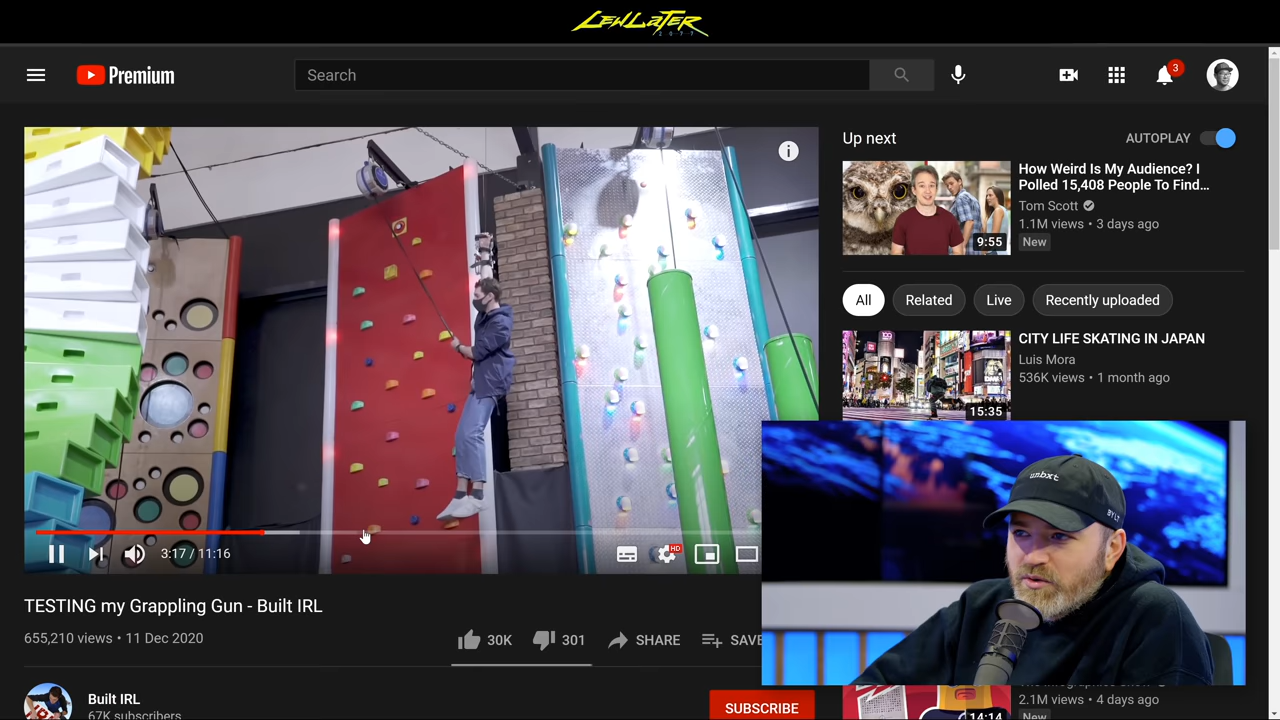 LEWLATER
2077
Premium
Search
3
Up next
AUTOPLAY
How Weird Is My Audience? I
Polled 15,408 People To Find…
Tom Scott
1.1M views • 3 days ago
New
9:55
All
Related
Live
Recently uploaded
CITY LIFE SKATING IN JAPAN
Luis Mora
536K views • 1 month ago
15:35
3:17 / 11:16
HD
TESTING my Grappling Gun - Built IRL
655,210 views • 11 Dec 2020
30K
301
SHARE
SAVE
Built IRL
67K subscribers
SUBSCRIBE
unbxt
2.1M views • 4 days ago
New
14:14